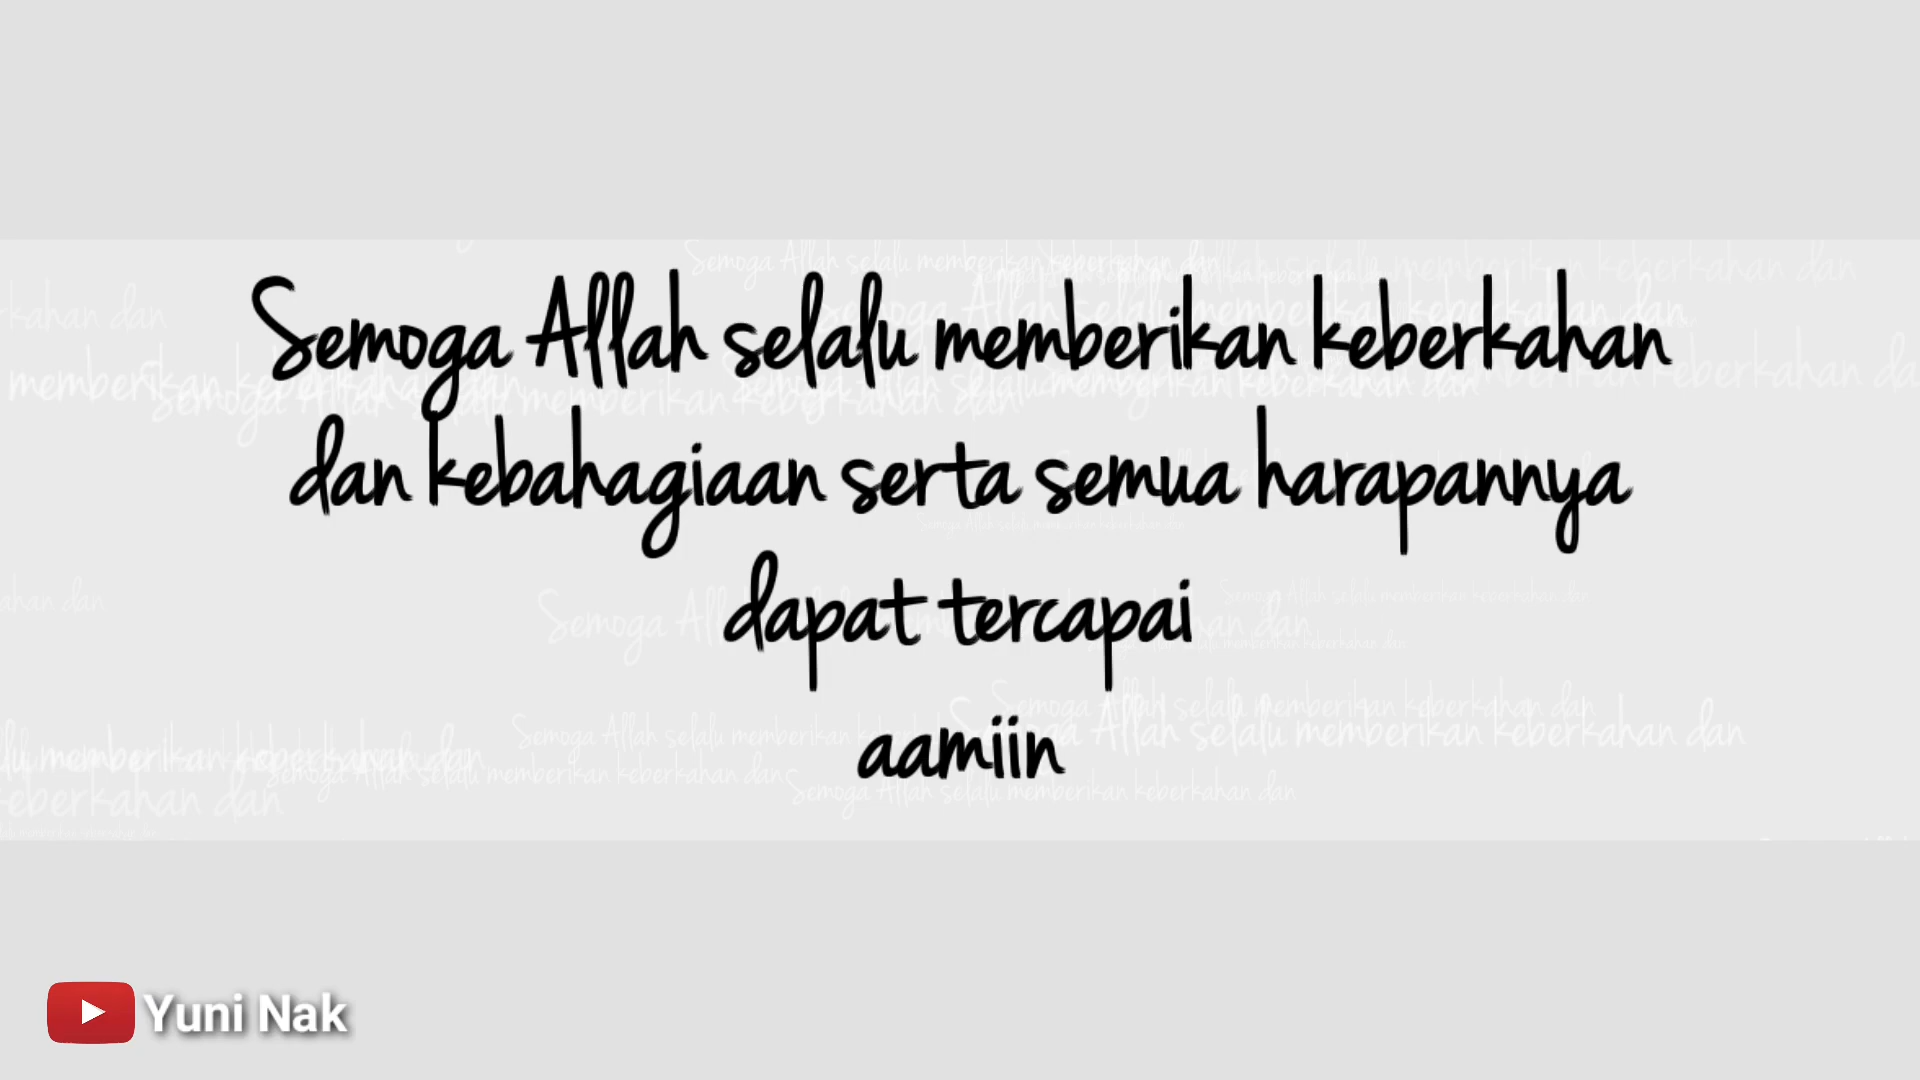 Semoga Allah selalu memberikan keberkahan
dan kebahagiaan serta semua harapannya
dapat tercapai
aamiin
Yuni Nak